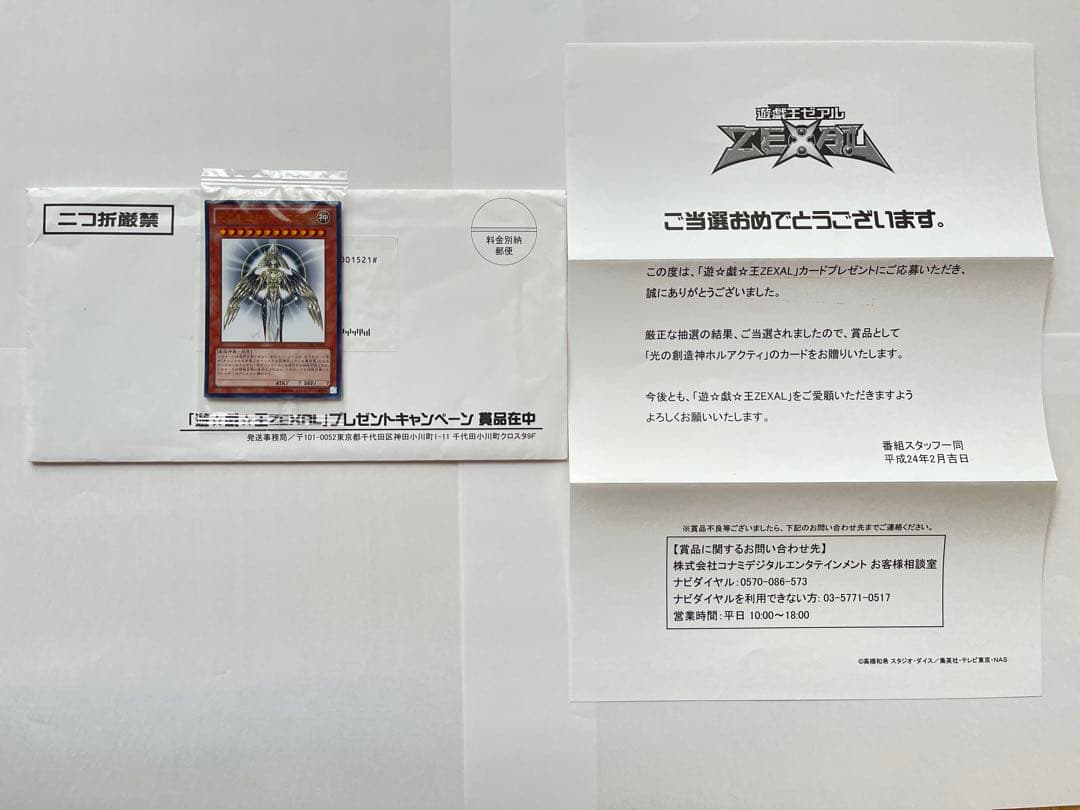 二つ折厳禁
料金別納
郵便
001521#
神
ATK/ ? DEF/ ?
「遊☆戯☆王ZEXAL」プレゼントキャンペーン 賞品在中
発送事務局／〒101-0052東京都千代田区神田小川町1-11 千代田小川町クロスタ9F
遊戯王ゼアル
ZEXAL
ご当選おめでとうございます。
この度は、「遊☆戯☆王ZEXAL」カードプレゼントにご応募いただき、
誠にありがとうございました。
厳正な抽選の結果、ご当選されましたので、賞品として
「光の創造神ホルアクティ」のカードをお贈りいたします。
今後とも、「遊☆戯☆王ZEXAL」をご愛顧いただきますよう
よろしくお願いいたします。
番組スタッフ一同
平成24年2月吉日
※賞品不良等ございましたら、下記のお問い合わせ先までご連絡ください。
【賞品に関するお問い合わせ先】
株式会社コナミデジタルエンタテインメント お客様相談室
ナビダイヤル：0570-086-573
ナビダイヤルを利用できない方：03-5771-0517
営業時間：平日 10:00～18:00
©高橋和希 スタジオ・ダイス／集英社・テレビ東京・NAS